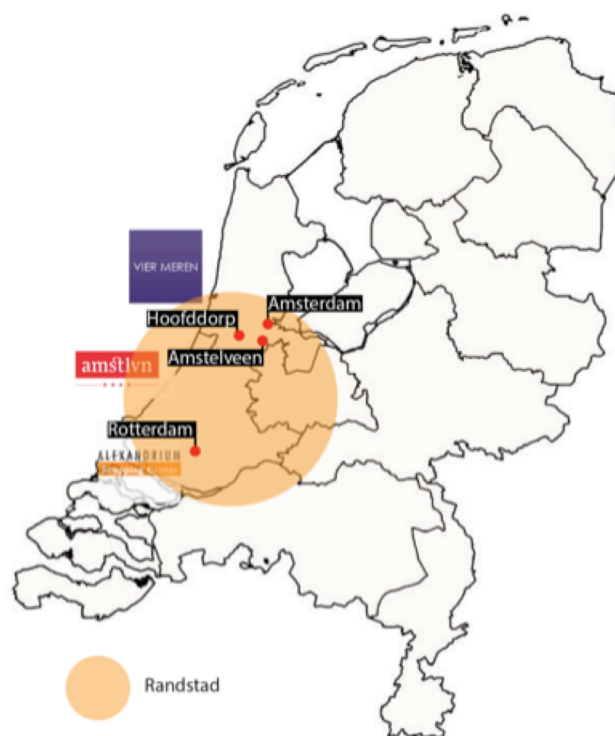 VIER MEREN
Amsterdam
Hoofddorp
Amstelveen
amstlvn
Rotterdam
ALEXANDRIUM
Shopping Center
Randstad